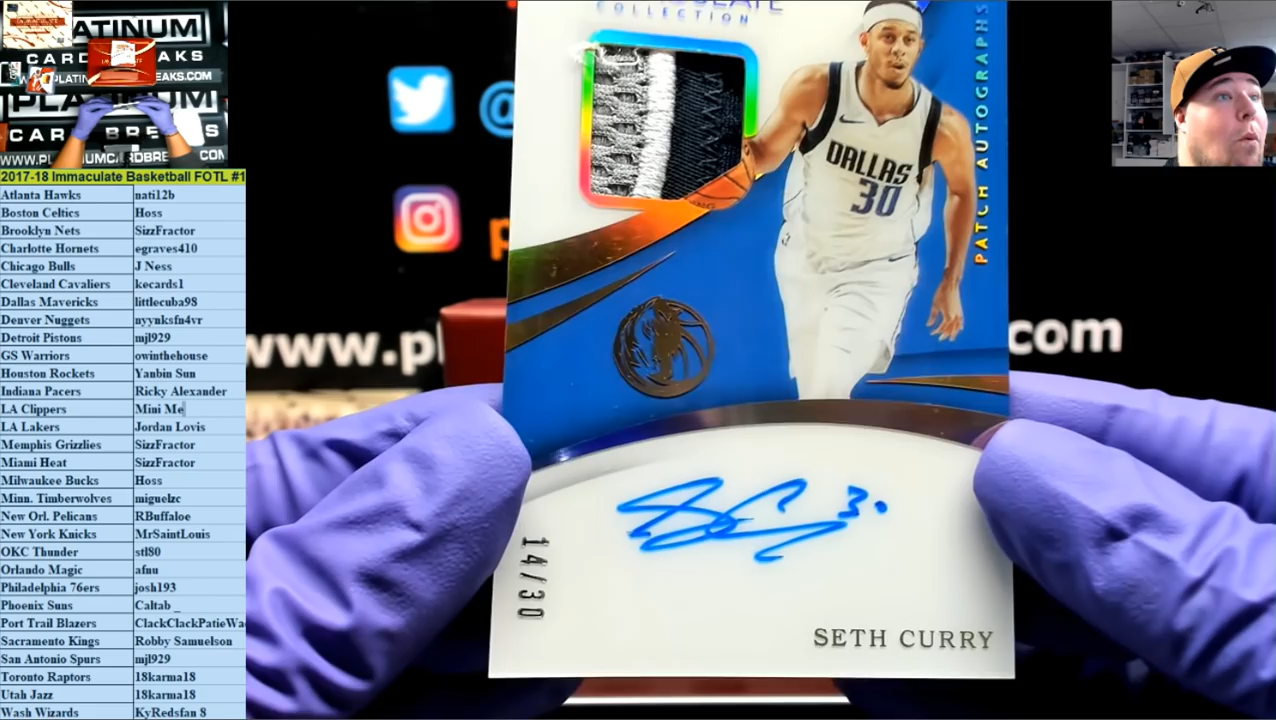 PLATINUM
CARD BREAKS
WWW.PLATINUMCARDBREAKS.COM
PLATINUM
CARD BREAKS
2017-18 Immaculate Basketball FOTL #1
Atlanta Hawks nati12b
Boston Celtics Hoss
Brooklyn Nets SizzFractor
Charlotte Hornets egraves410
Chicago Bulls J Ness
Cleveland Cavaliers kecards1
Dallas Mavericks littlecuba98
Denver Nuggets nyynksfn4vr
Detroit Pistons mjl929
GS Warriors owinthehouse
Houston Rockets Yanbin Sun
Indiana Pacers Ricky Alexander
LA Clippers Mini Me
LA Lakers Jordan Lovis
Memphis Grizzlies SizzFractor
Miami Heat SizzFractor
Milwaukee Bucks Hoss
Minn. Timberwolves miguelzc
New Orl. Pelicans RBuffaloe
New York Knicks MrSaintLouis
OKC Thunder stl80
Orlando Magic afnu
Philadelphia 76ers josh193
Phoenix Suns Caltab _
Port Trail Blazers ClackClackPatieWa
Sacramento Kings Robby Samuelson
San Antonio Spurs mjl929
Toronto Raptors 18karma18
Utah Jazz 18karma18
Wash Wizards KyRedsfan 8
COLLECTION
PATCH AUTOGRAPHS
DALLAS
30
@
www.pl
com
30
14/30
SETH CURRY